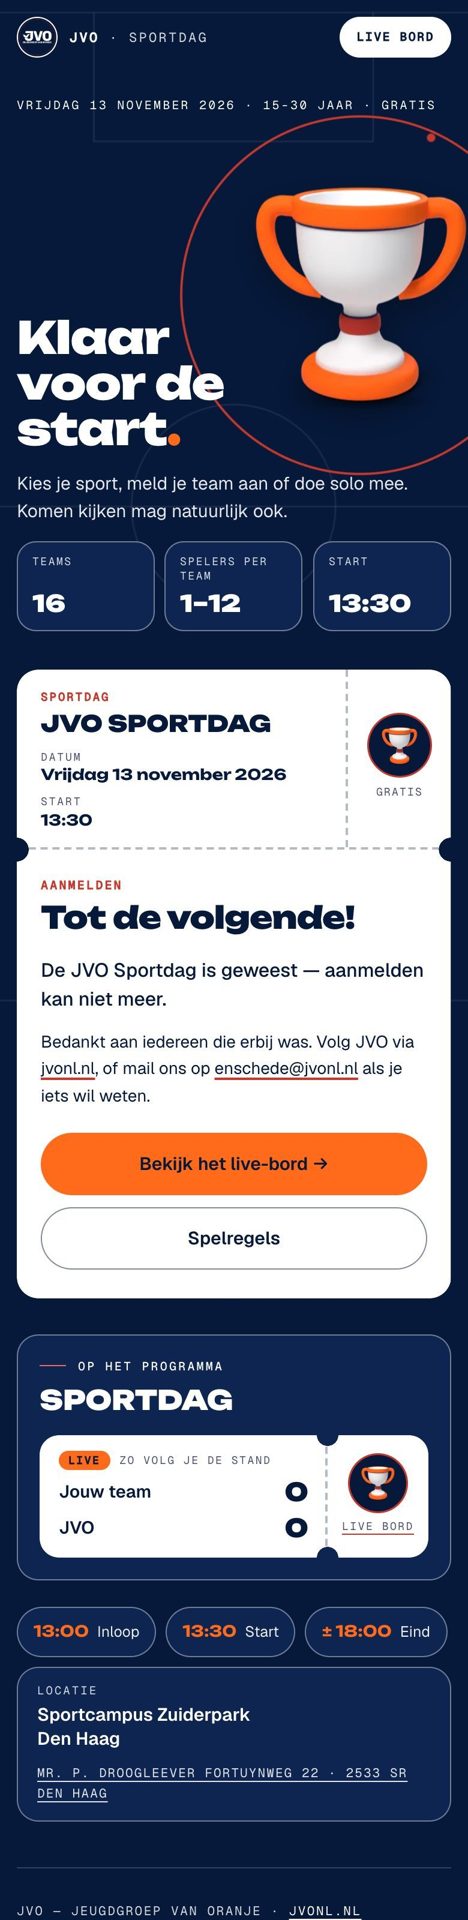 JVO
JVO · SPORTDAG
LIVE BORD
VRIJDAG 13 NOVEMBER 2026 · 15-30 JAAR · GRATIS
Klaar
voor de
start.
Kies je sport, meld je team aan of doe solo mee.
Komen kijken mag natuurlijk ook.
TEAMS
16
SPELERS PER
TEAM
1–12
START
13:30
SPORTDAG
JVO SPORTDAG
DATUM
Vrijdag 13 november 2026
START
13:30
GRATIS
AANMELDEN
Tot de volgende!
De JVO Sportdag is geweest — aanmelden
kan niet meer.
Bedankt aan iedereen die erbij was. Volg JVO via
jvonl.nl, of mail ons op enschede@jvonl.nl als je
iets wil weten.
Bekijk het live-bord →
Spelregels
OP HET PROGRAMMA
SPORTDAG
LIVE ZO VOLG JE DE STAND
Jouw team 0
JVO 0
LIVE BORD
13:00 Inloop
13:30 Start
± 18:00 Eind
LOCATIE
Sportcampus Zuiderpark
Den Haag
MR. P. DROOGLEEVER FORTUYNWEG 22 · 2533 SR
DEN HAAG
JVO — JEUGDGROEP VAN ORANJE · JVONL.NL